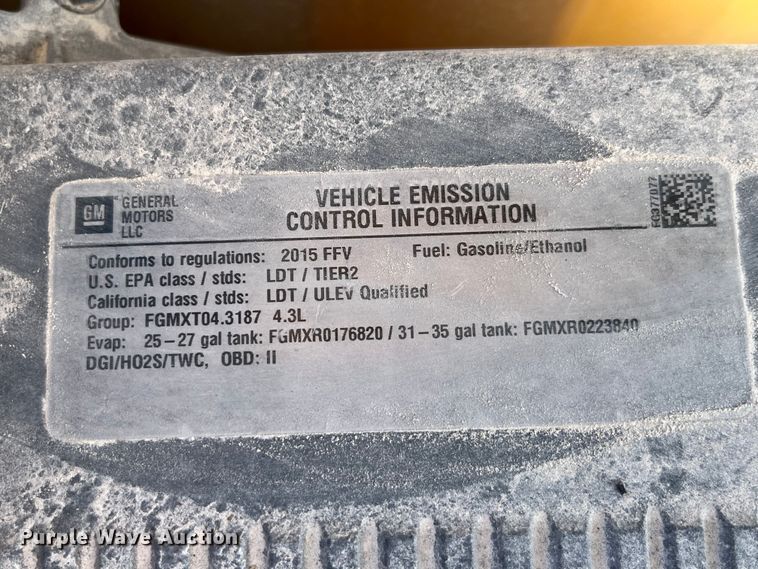 GM
GENERAL
MOTORS
LLC
VEHICLE EMISSION
CONTROL INFORMATION
Conforms to regulations: 2015 FFV Fuel: Gasoline/Ethanol
U.S. EPA class / stds: LDT / TIER2
California class / stds: LDT / ULEV Qualified
Group: FGMXT04.3187 4.3L
Evap: 25-27 gal tank: FGMXR0176820 / 31-35 gal tank: FGMXR0223840
DGI/HO2S/TWC, OBD: II
Purple Wave Auction